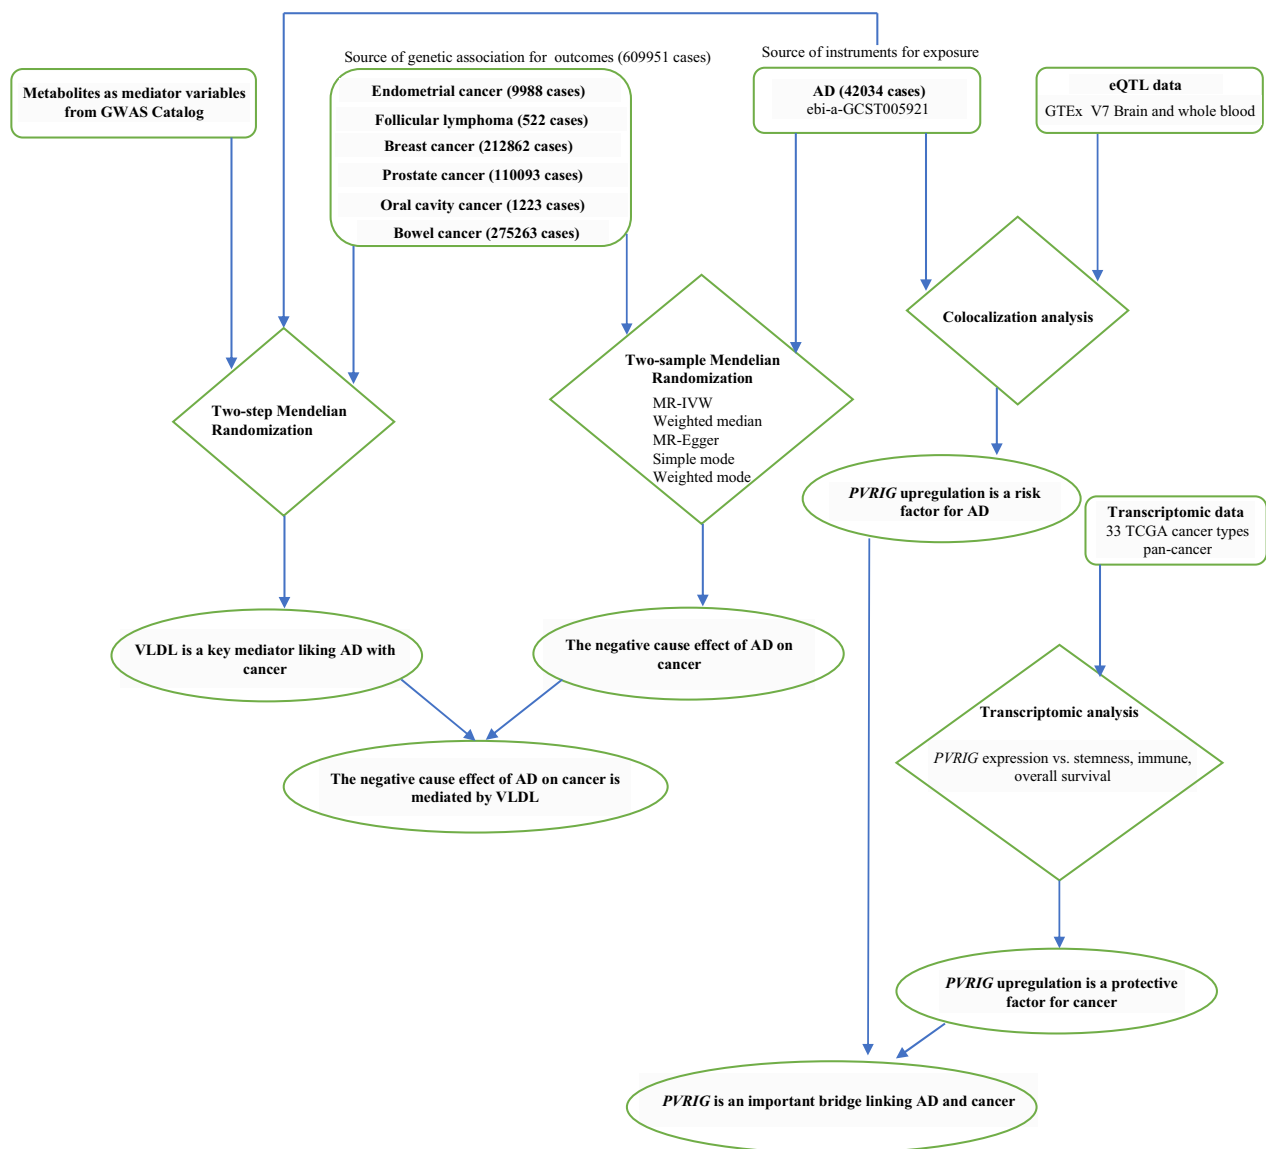 Source of genetic association for outcomes (609951 cases)
Source of instruments for exposure
Metabolites as mediator variables
from GWAS Catalog
Endometrial cancer (9988 cases)
Follicular lymphoma (522 cases)
Breast cancer (212862 cases)
Prostate cancer (110093 cases)
Oral cavity cancer (1223 cases)
Bowel cancer (275263 cases)
AD (42034 cases)
ebi-a-GCST005921
eQTL data
GTEx V7 Brain and whole blood
Colocalization analysis
Two-sample Mendelian
Randomization
MR-IVW
Weighted median
MR-Egger
Simple mode
Weighted mode
Two-step Mendelian
Randomization
PVRIG upregulation is a risk
factor for AD
Transcriptomic data
33 TCGA cancer types
pan-cancer
VLDL is a key mediator liking AD with
cancer
The negative cause effect of AD on
cancer
Transcriptomic analysis
PVRIG expression vs. stemness, immune,
overall survival
The negative cause effect of AD on cancer is
mediated by VLDL
PVRIG upregulation is a protective
factor for cancer
PVRIG is an important bridge linking AD and cancer